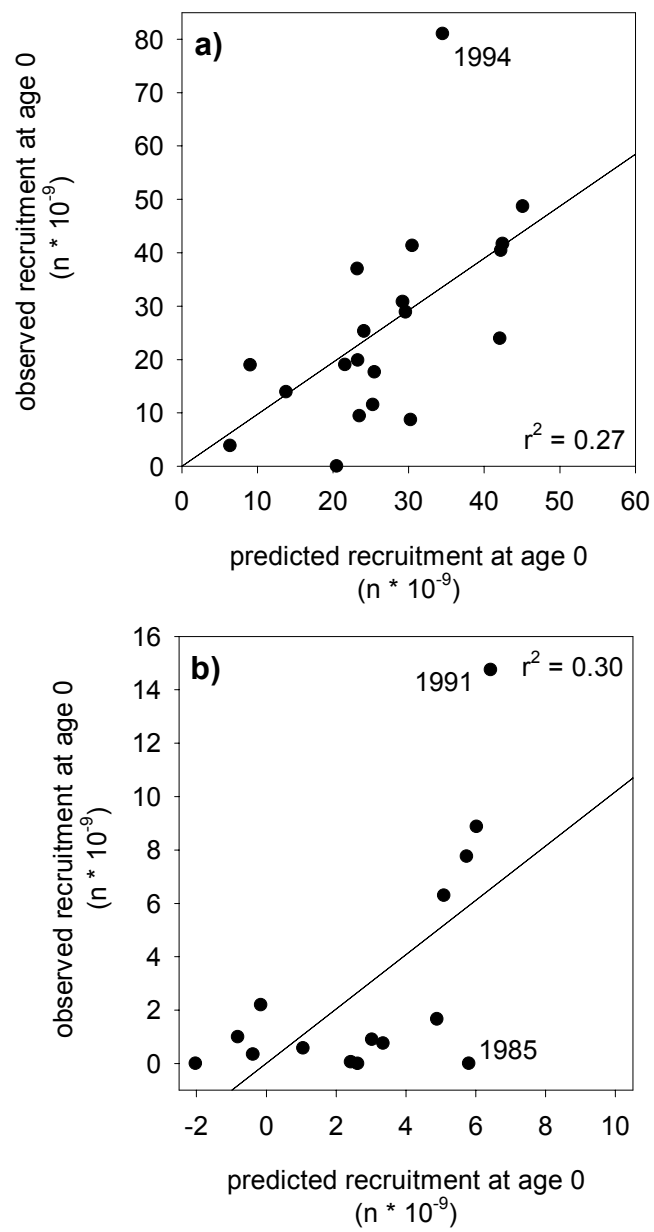 a)
1994
80
70
60
50
40
30
20
10
0
observed recruitment at age 0
(n * 10⁻⁹)
r² = 0.27
0 10 20 30 40 50 60
predicted recruitment at age 0
(n * 10⁻⁹)
b)
1991
r² = 0.30
16
14
12
10
8
6
4
2
0
observed recruitment at age 0
(n * 10⁻⁹)
1985
-2 0 2 4 6 8 10
predicted recruitment at age 0
(n * 10⁻⁹)